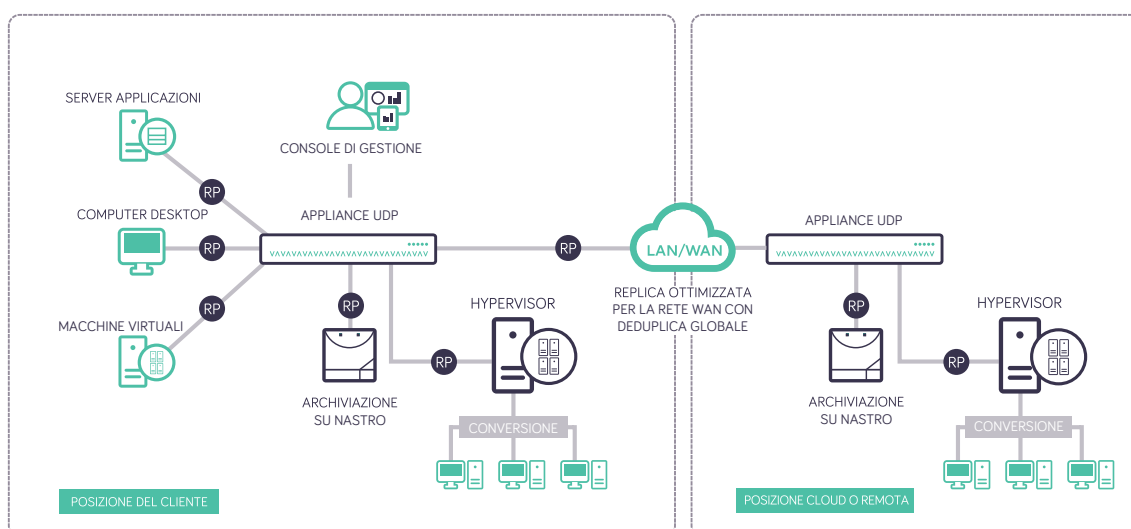 SERVER APPLICAZIONI
CONSOLE DI GESTIONE
RP
COMPUTER DESKTOP
APPLIANCE UDP
APPLIANCE UDP
RP
RP
LAN/WAN
REPLICA OTTIMIZZATA
PER LA RETE WAN CON
DEDUPLICA GLOBALE
RP
MACCHINE VIRTUALI
RP
HYPERVISOR
RP
HYPERVISOR
RP
RP
ARCHIVIAZIONE
SU NASTRO
ARCHIVIAZIONE
SU NASTRO
CONVERSIONE
CONVERSIONE
POSIZIONE DEL CLIENTE
POSIZIONE CLOUD O REMOTA